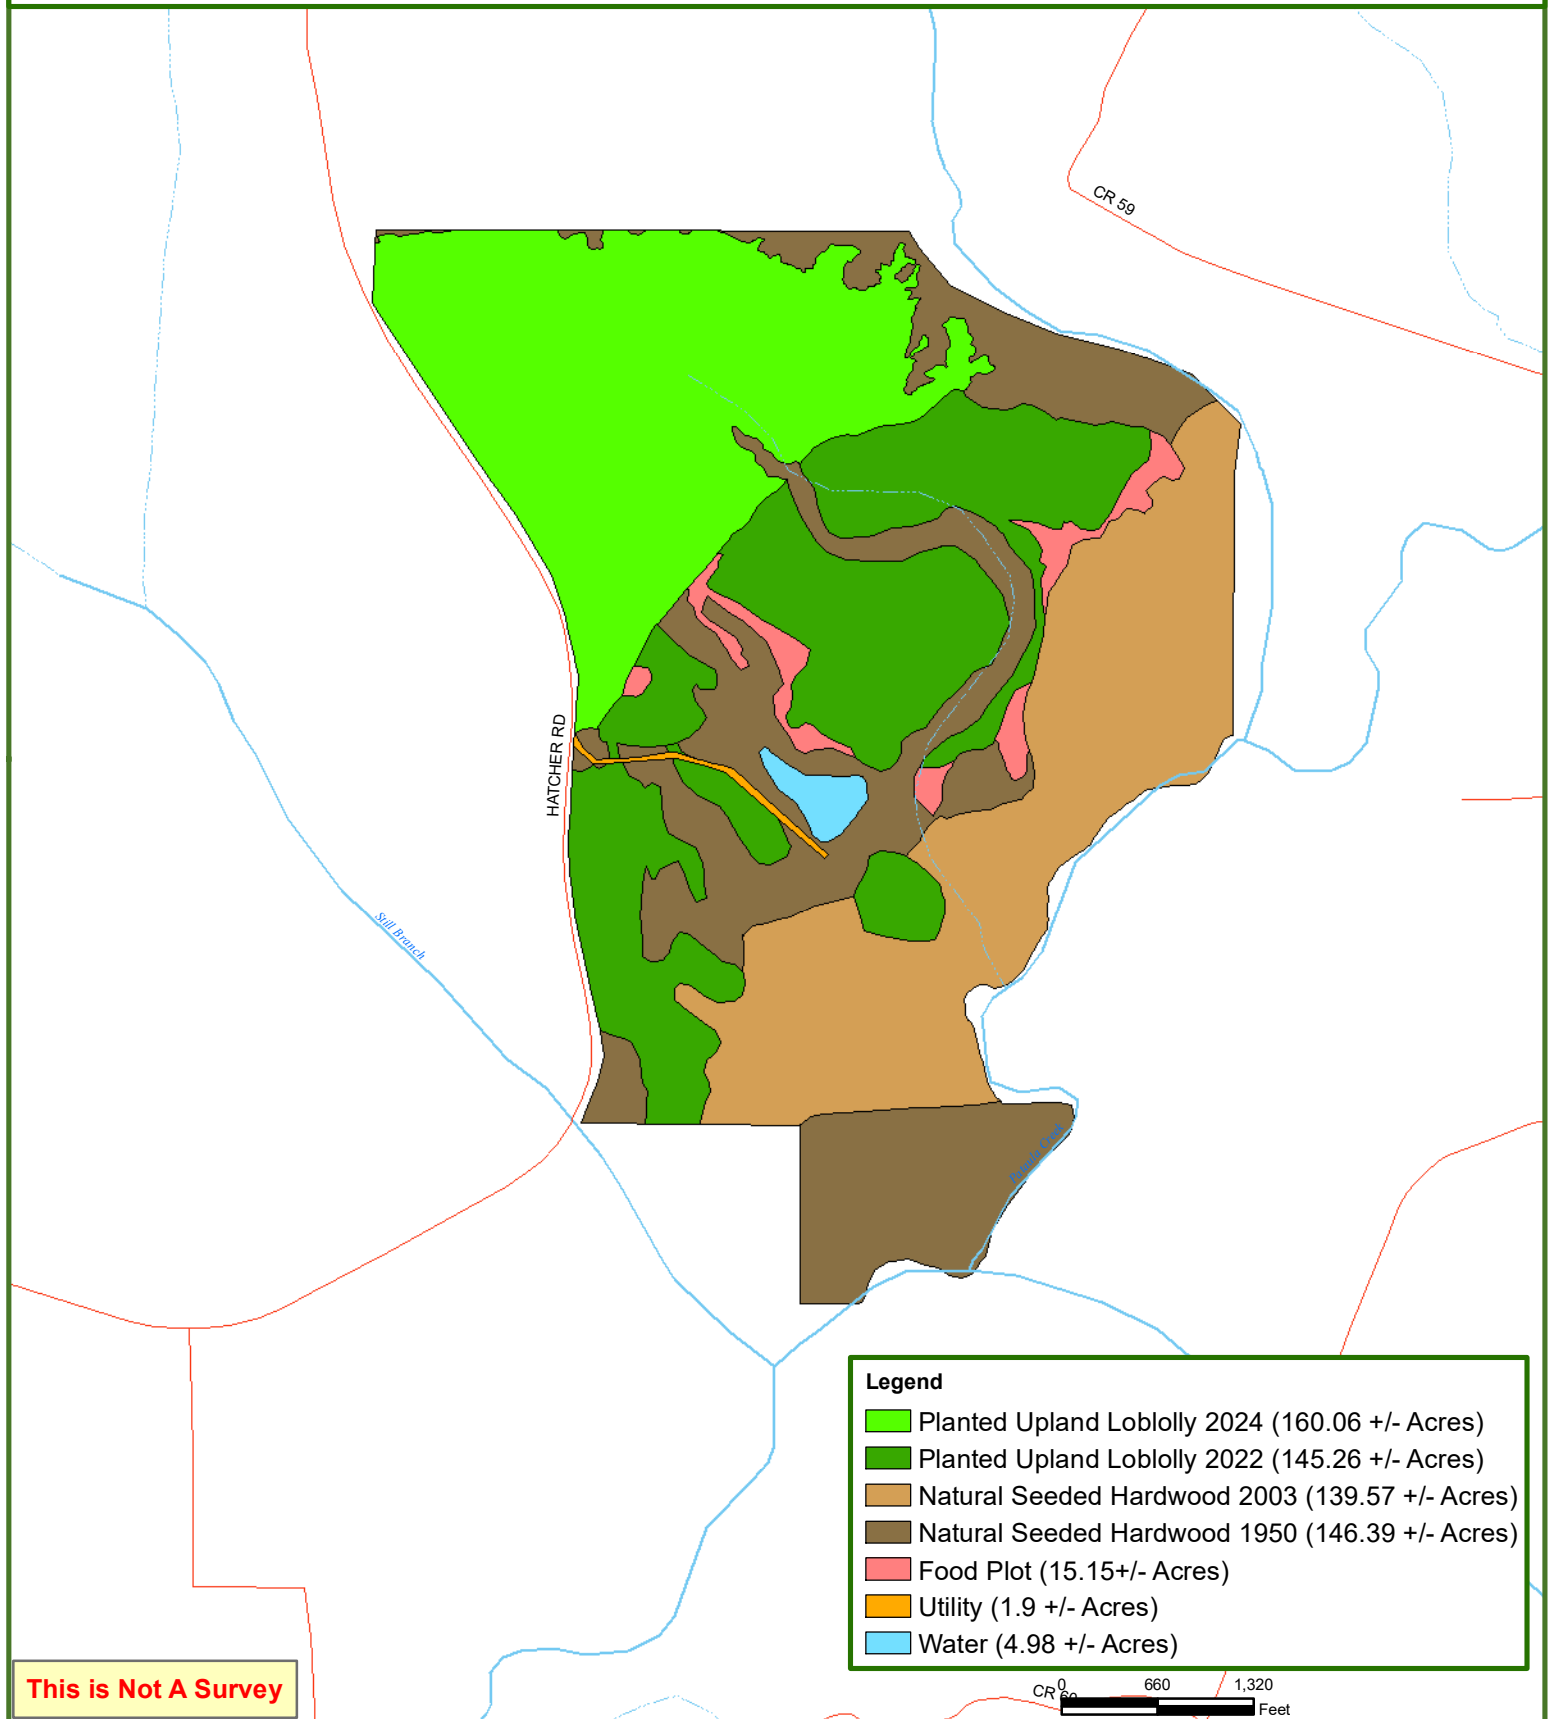 CR 59
HATCHER RD
Still Branch
Pamula Creek
Legend
Planted Upland Loblolly 2024 (160.06 +/- Acres)
Planted Upland Loblolly 2022 (145.26 +/- Acres)
Natural Seeded Hardwood 2003 (139.57 +/- Acres)
Natural Seeded Hardwood 1950 (146.39 +/- Acres)
Food Plot (15.15+/- Acres)
Utility (1.9 +/- Acres)
Water (4.98 +/- Acres)
This is Not A Survey
0 660 1,320
CR
Feet